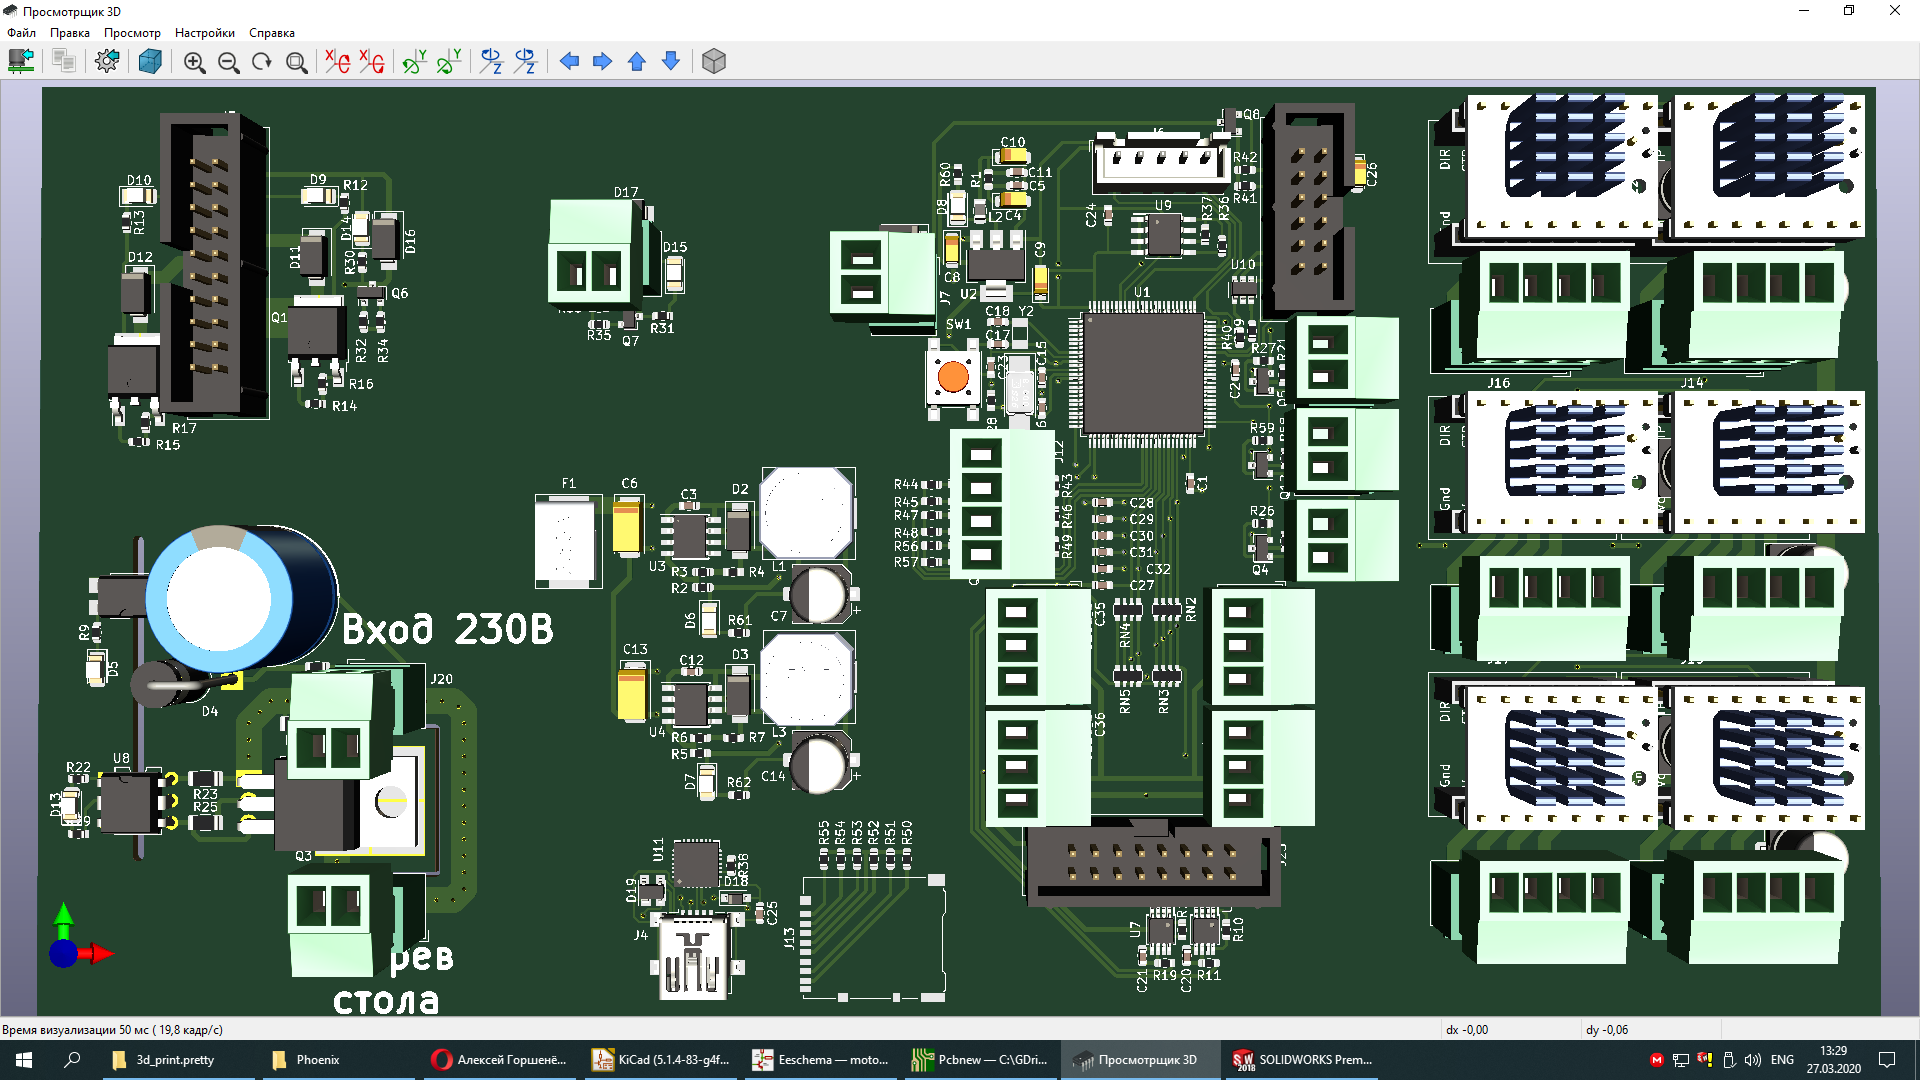 Просмотрщик 3D
Файл Правка Просмотр Настройки Справка
D10
D9
R12
R13
D14
D16
D11
R30
D12
Q6
Q1
R32
R34
R16
R14
R17
R15
D17
D15
R35
Q7
R31
Q8
C10
R60
R1
C11
C5
D8
L2
C4
C24
U9
R37
R36
R42
R41
C26
C8
C9
U2
J7
U10
U1
SW1
C18
Y2
C17
C15
C23
R40
R27
R21
R59
R26
Q4
J12
C1
R44
R45
R47
R48
R56
R57
R43
R46
R49
C28
C29
C30
C31
C32
C27
C35
RN4
RN2
RN5
RN3
C36
F1
C6
C3
D2
U3
R3
R4
L1
R2
D6
R61
C7
C13
C12
D3
U4
R6
R7
L3
R5
D7
R62
C14
Вход 230В
R9
D5
D4
J20
U8
R22
D13
R23
R25
Q3
рев
стола
U11
R38
D19
D18
C25
J4
R55
R54
R53
R52
R51
R50
J13
J23
U7
R10
C21
R19
C20
R11
DIR
Gnd
J16
J14
DIR
Gnd
DIR
Gnd
Время визуализации 50 мс ( 19,8 кадр/с)
dx -0,00
dy -0,06
3d_print.pretty
Phoenix
Алексей Горшенё...
KiCad (5.1.4-83-g4f...
Eeschema — moto...
Pcbnew — C:\GDri...
Просмотрщик 3D
SOLIDWORKS Prem...
ENG
13:29
27.03.2020